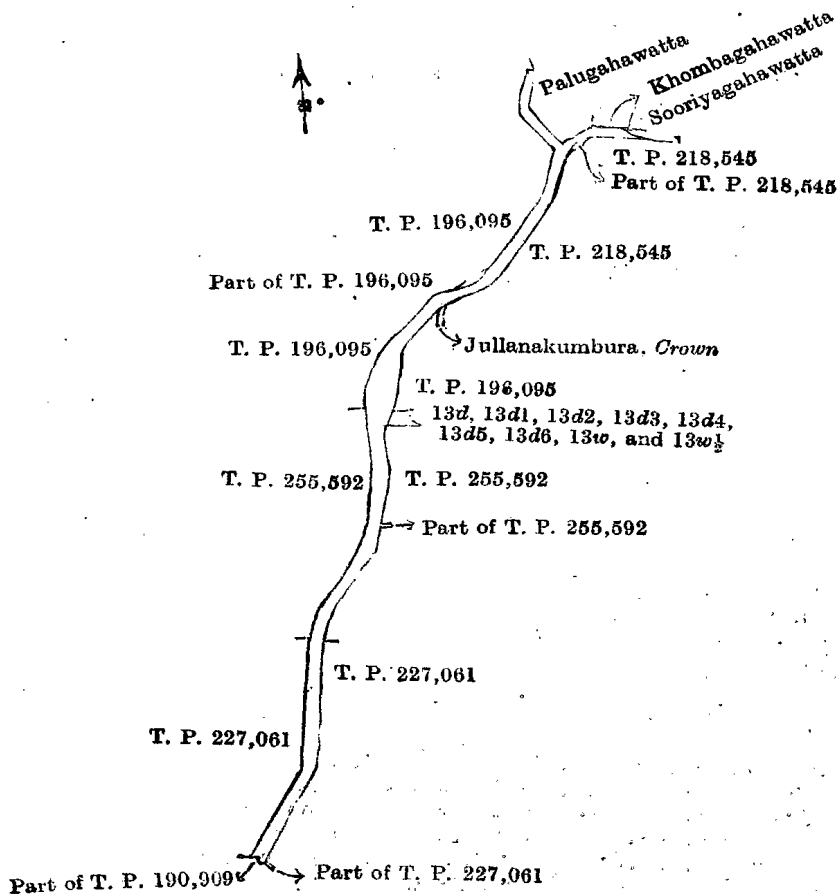 Palugahawatta
Khombagahawatta
Sooriyagahawatta
T. P. 218,545
Part of T. P. 218,545
T. P. 196,095
T. P. 218,545
Part of T. P. 196,095
Jullanakumbura, Crown
T. P. 196,095
T. P. 196,095
13d, 13d1, 13d2, 13d3, 13d4,
13d5, 13d6, 13w, and 13w½
T. P. 255,592
T. P. 255,592
Part of T. P. 255,592
T. P. 227,061
T. P. 227,061
Part of T. P. 190,909
Part of T. P. 227,061